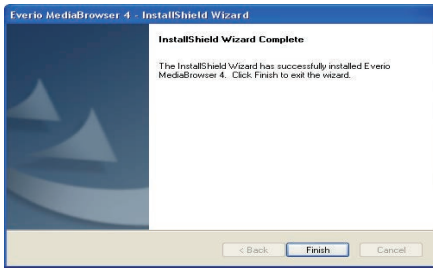 Everio MediaBrowser 4 - InstallShield Wizard
InstallShield Wizard Complete
The InstallShield Wizard has successfully installed Everio
MediaBrowser 4. Click Finish to exit the wizard.
< Back Finish Cancel